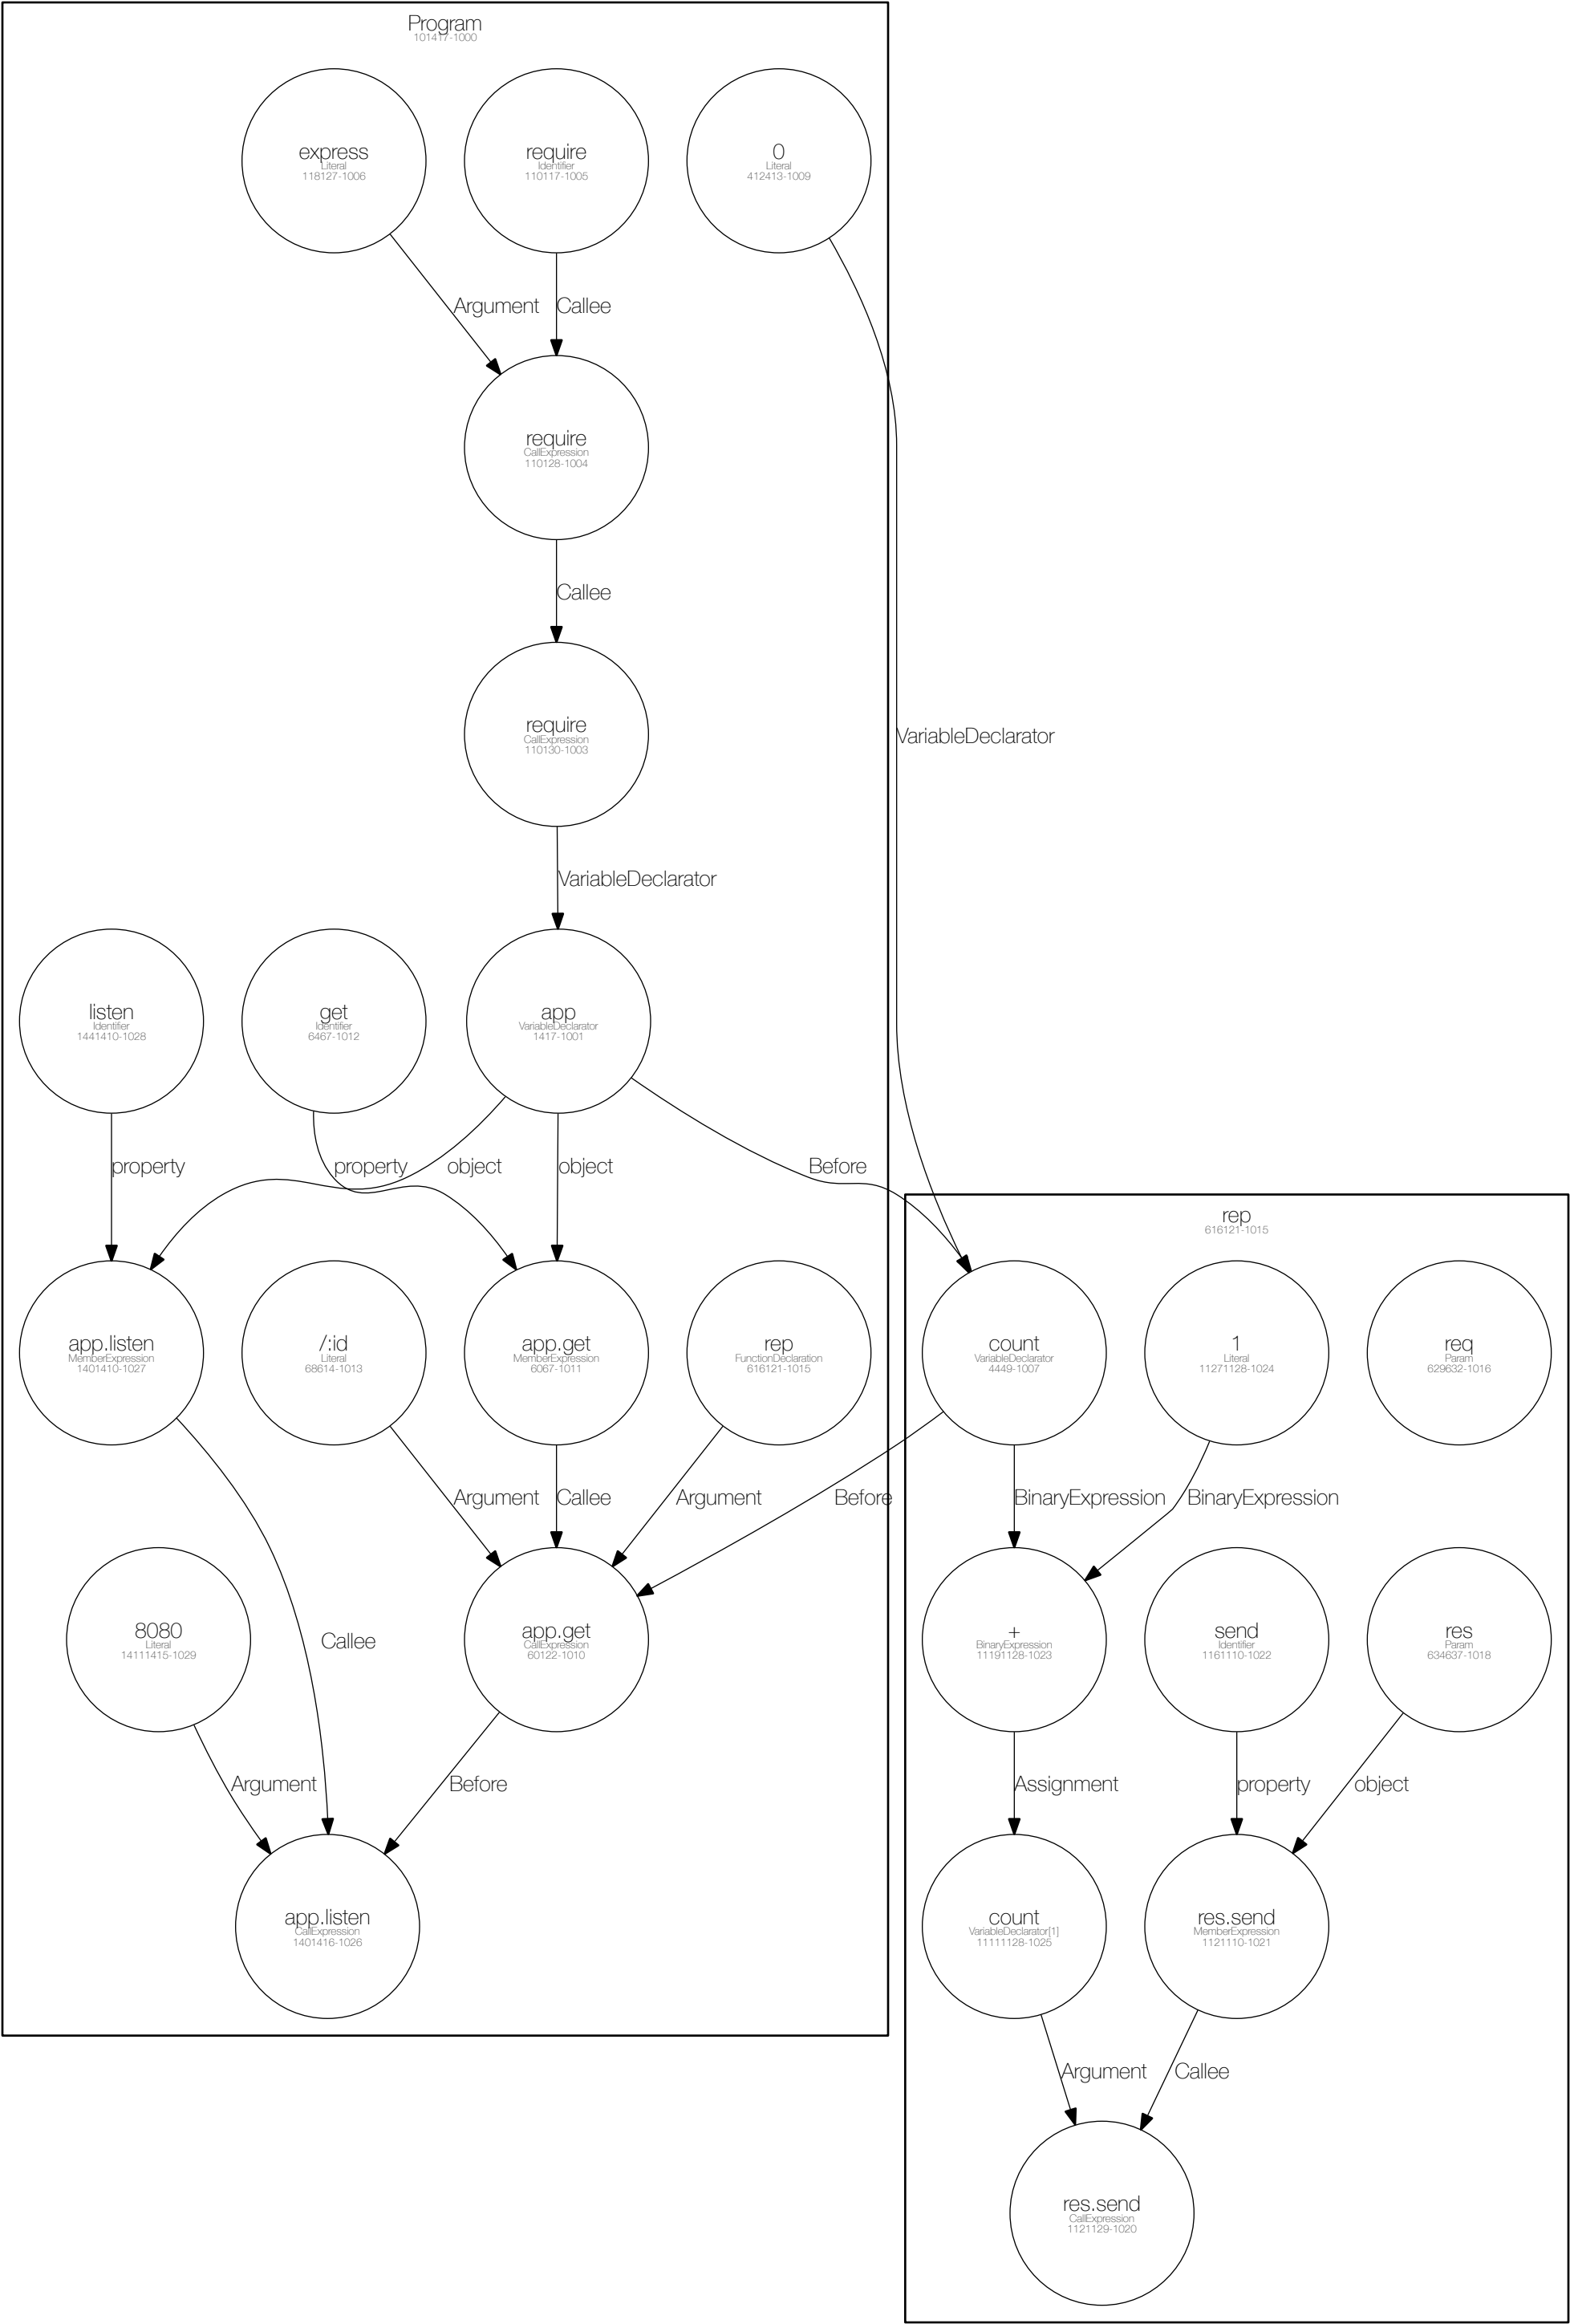 Program
101417-1000
express
Literal
118127-1006
require
Identifier
110117-1005
0
Literal
412413-1009
Argument
Callee
require
CallExpression
110128-1004
Callee
require
CallExpression
110130-1003
VariableDeclarator
VariableDeclarator
listen
Identifier
1441410-1028
get
Identifier
6467-1012
app
VariableDeclarator
1417-1001
property
property
object
object
Before
rep
616121-1015
app.listen
MemberExpression
1401410-1027
/:id
Literal
68614-1013
app.get
MemberExpression
6067-1011
rep
FunctionDeclaration
616121-1015
count
VariableDeclarator
4449-1007
1
Literal
11271128-1024
req
Param
629632-1016
Argument
Callee
Argument
Before
BinaryExpression
BinaryExpression
8080
Literal
14111415-1029
Callee
app.get
CallExpression
60122-1010
+
BinaryExpression
11191128-1023
send
Identifier
1161110-1022
res
Param
634637-1018
Argument
Before
Assignment
property
object
app.listen
CallExpression
1401416-1026
count
VariableDeclarator[1]
11111128-1025
res.send
MemberExpression
1121110-1021
Argument
Callee
res.send
CallExpression
1121129-1020